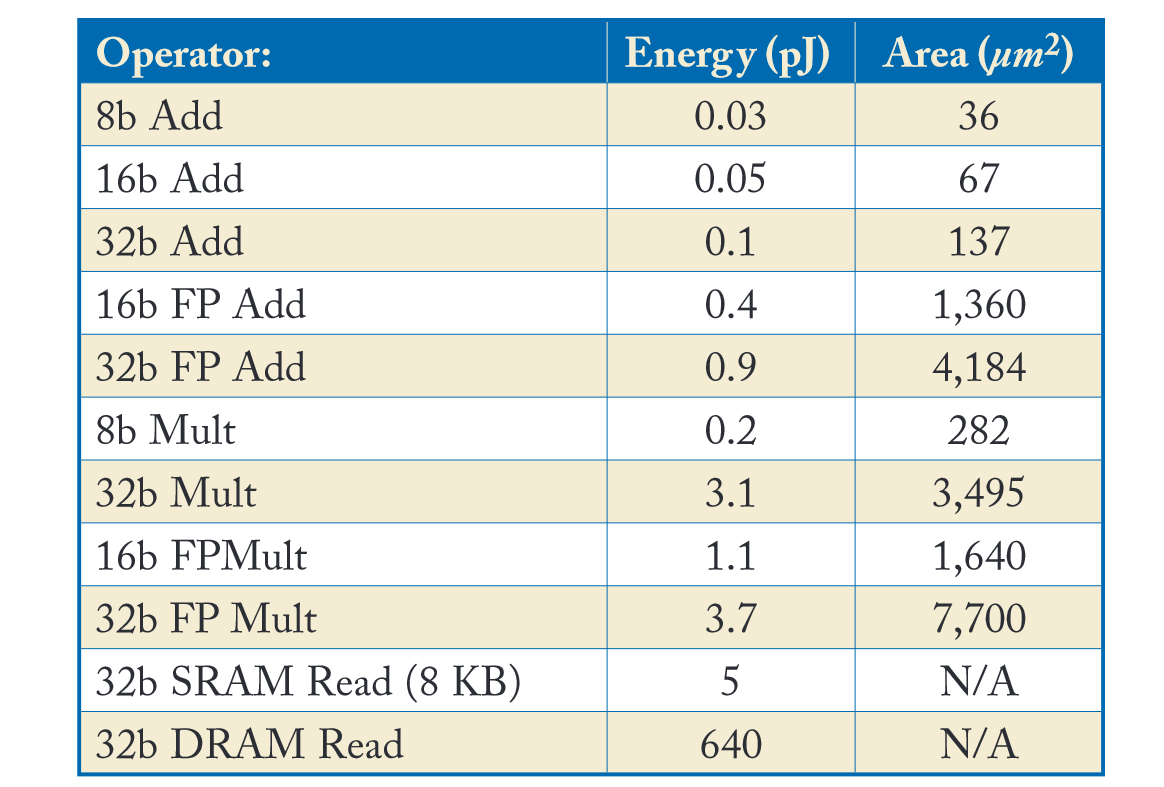 Operator: Energy (pJ) Area (μm²)
8b Add 0.03 36
16b Add 0.05 67
32b Add 0.1 137
16b FP Add 0.4 1,360
32b FP Add 0.9 4,184
8b Mult 0.2 282
32b Mult 3.1 3,495
16b FPMult 1.1 1,640
32b FP Mult 3.7 7,700
32b SRAM Read (8 KB) 5 N/A
32b DRAM Read 640 N/A